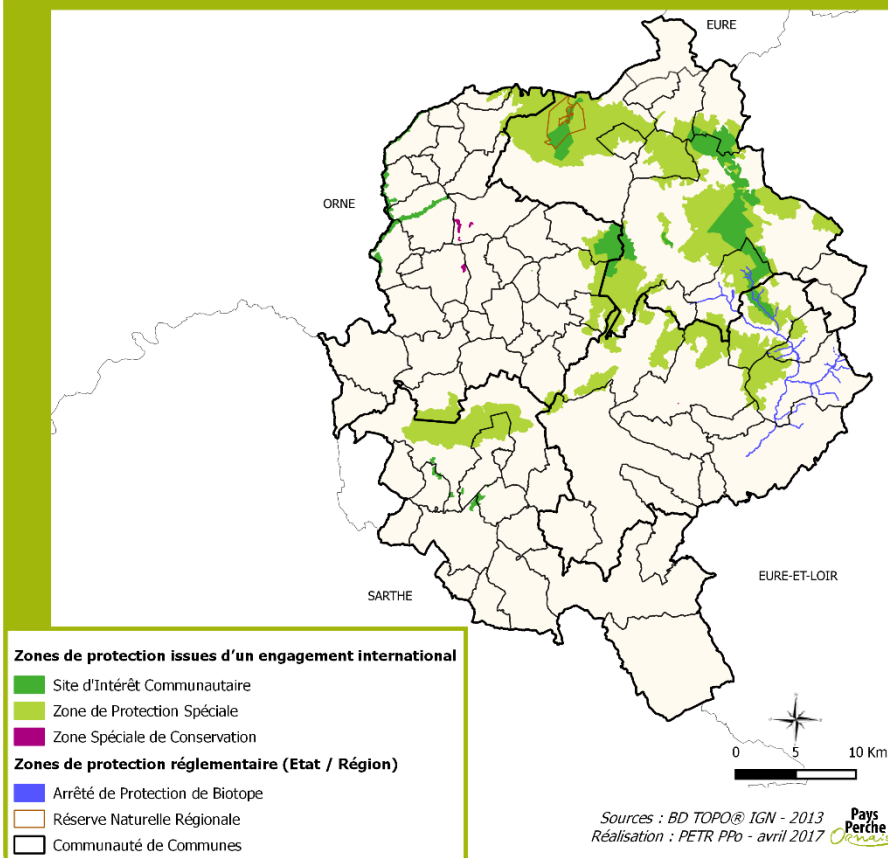 EURE
ORNE
EURE-ET-LOIR
SARTHE
Zones de protection issues d'un engagement international
Site d'Intérêt Communautaire
Zone de Protection Spéciale
Zone Spéciale de Conservation
Zones de protection réglementaire (Etat / Région)
Arrêté de Protection de Biotope
Réserve Naturelle Régionale
Communauté de Communes
0 5 10 Km
Sources : BD TOPO® IGN - 2013
Réalisation : PETR PPo - avril 2017
Pays
Perche
Ornais